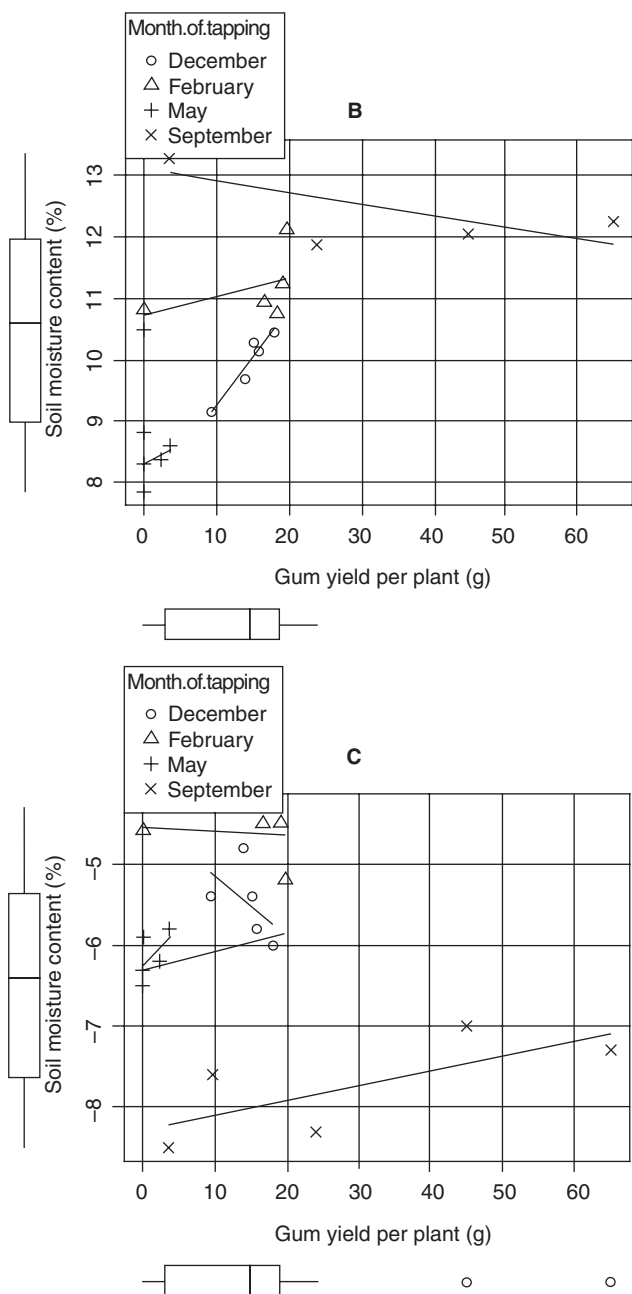 Month.of.tapping
December
February
May
September
B
Soil moisture content (%)
13
12
11
10
9
8
0 10 20 30 40 50 60
Gum yield per plant (g)
Month.of.tapping
December
February
May
September
C
Soil moisture content (%)
−5
−6
−7
−8
0 10 20 30 40 50 60
Gum yield per plant (g)